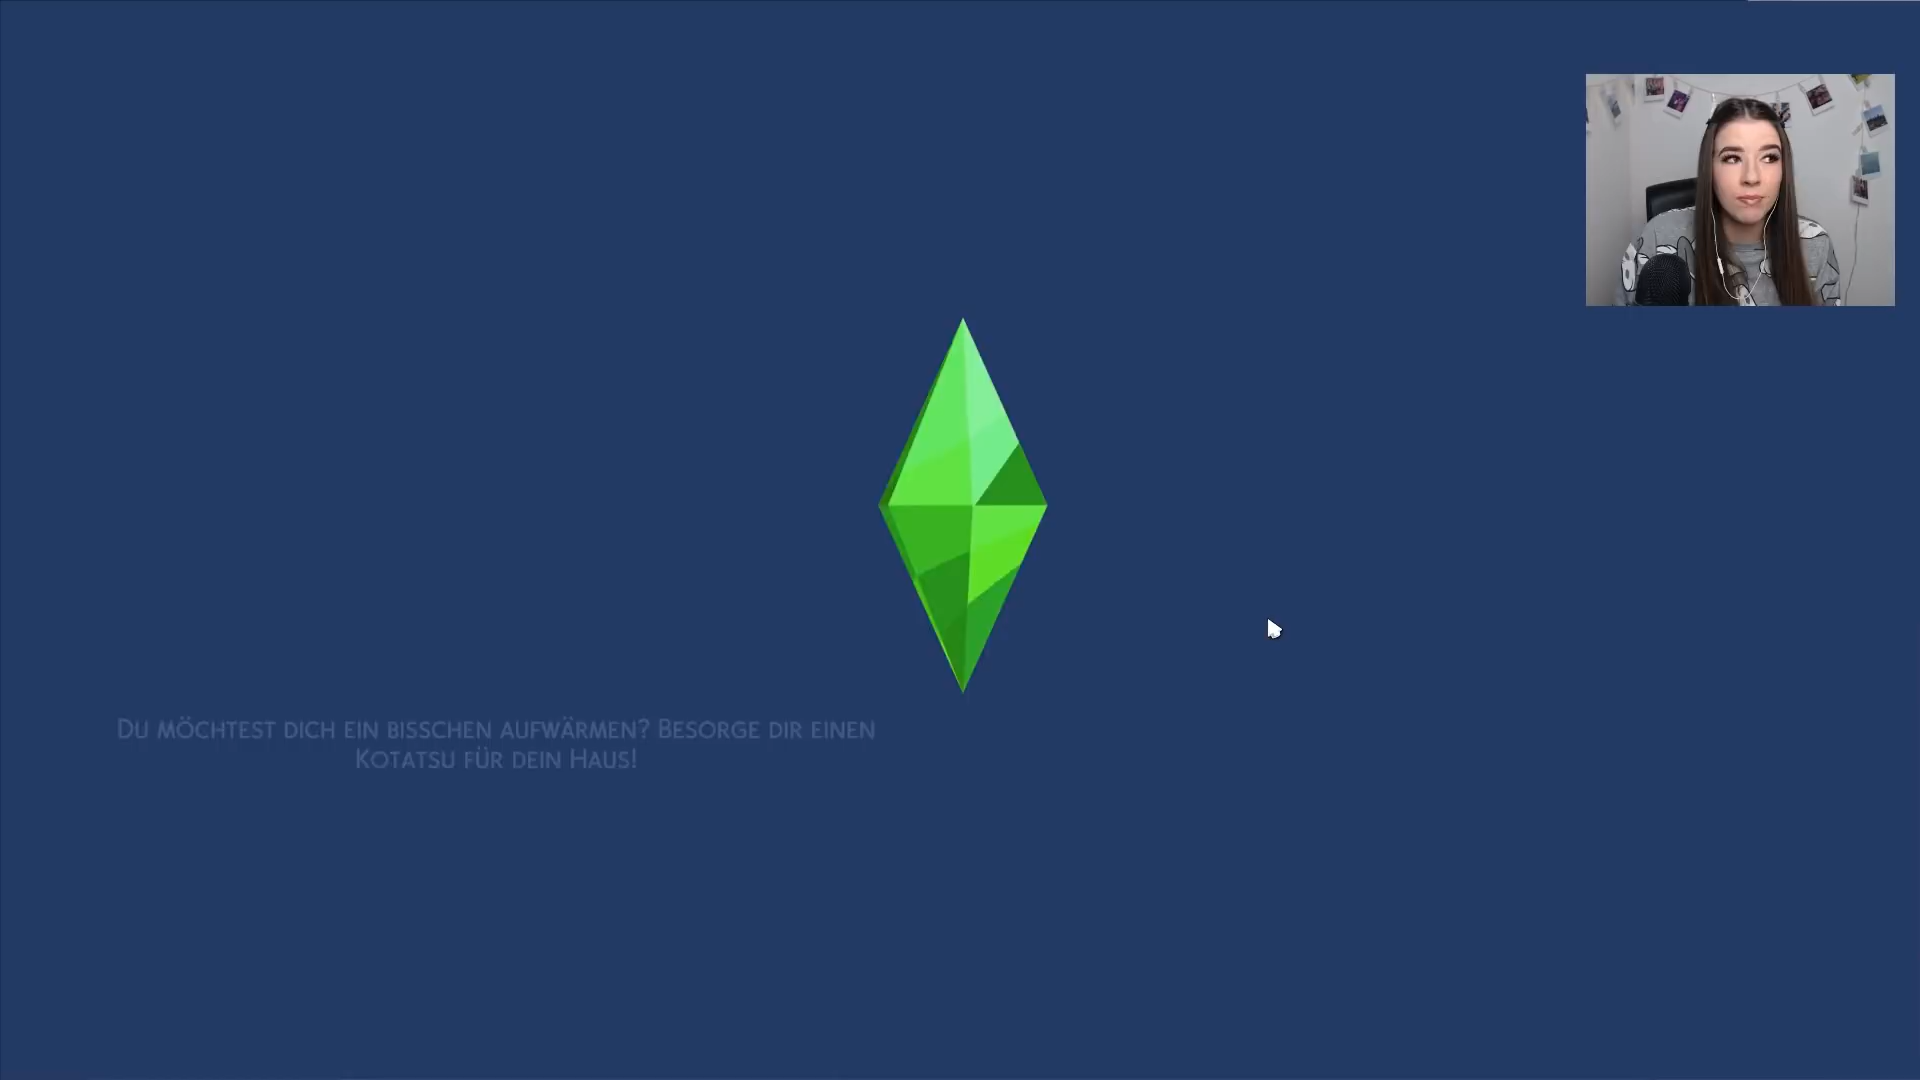 Du möchtest dich ein bisschen aufwärmen? Besorge dir einen
Kotatsu für dein Haus!